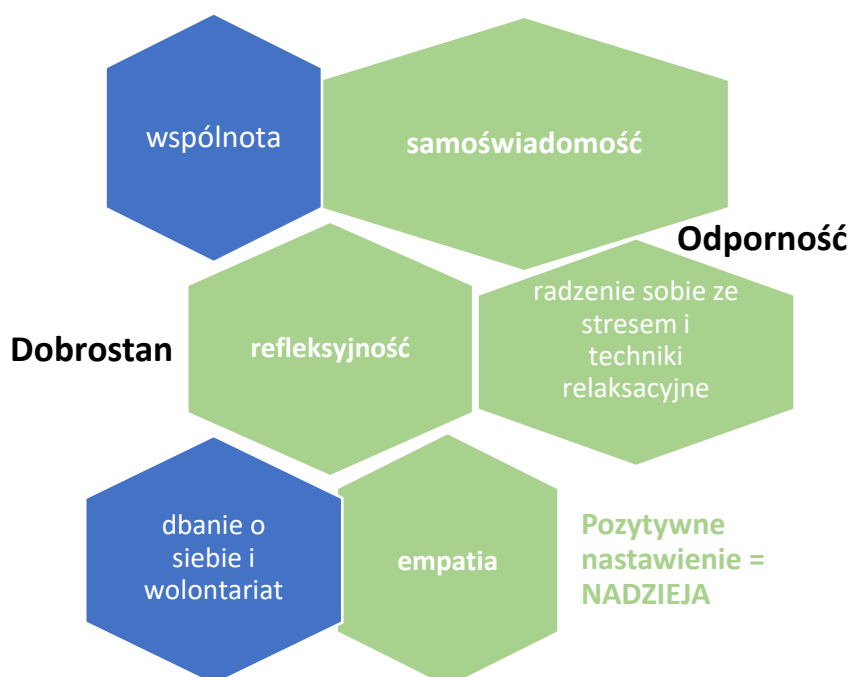 wspólnota
samoświadomość
Odporność
Dobrostan
refleksyjność
radzenie sobie ze
stresem i
techniki
relaksacyjne
dbanie o
siebie i
wolontariat
empatia
Pozytywne
nastawienie =
NADZIEJA